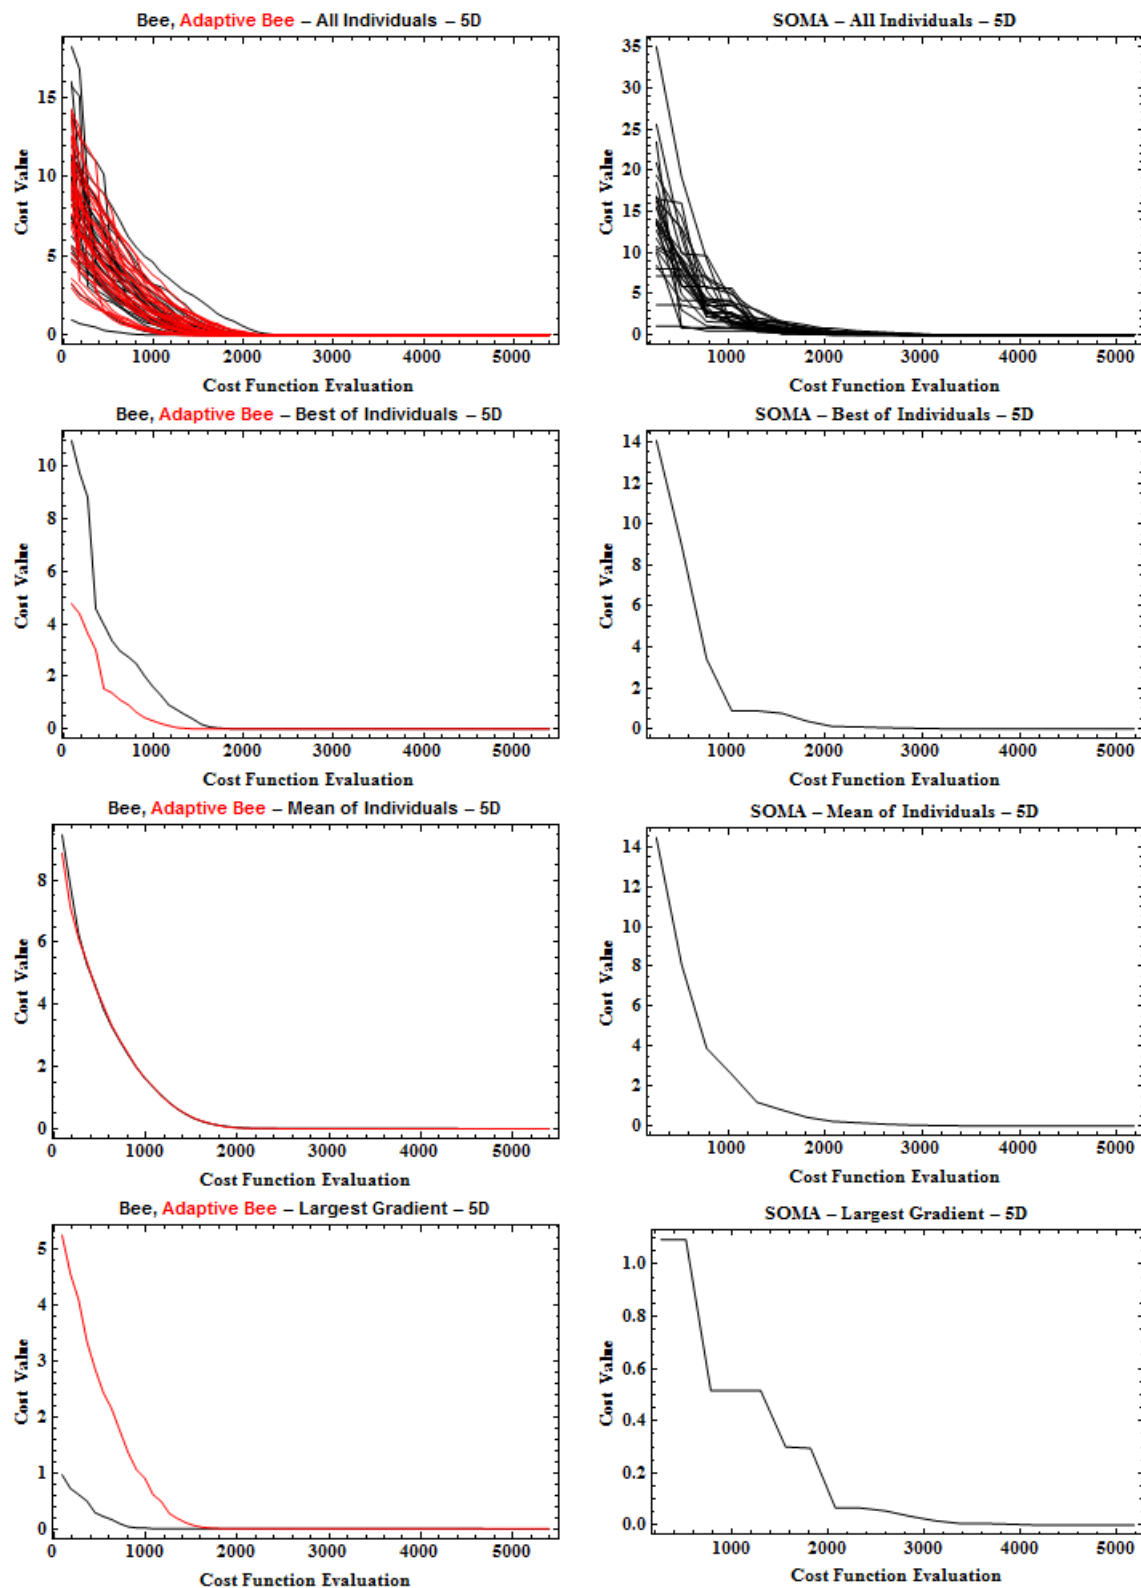 Bee, Adaptive Bee – All Individuals – 5D
15
10
5
0
Cost Value
0 1000 2000 3000 4000 5000
Cost Function Evaluation
SOMA – All Individuals – 5D
35
30
25
20
15
10
5
0
Cost Value
1000 2000 3000 4000 5000
Cost Function Evaluation
Bee, Adaptive Bee – Best of Individuals – 5D
10
8
6
4
2
0
Cost Value
0 1000 2000 3000 4000 5000
Cost Function Evaluation
SOMA – Best of Individuals – 5D
14
12
10
8
6
4
2
0
Cost Value
1000 2000 3000 4000 5000
Cost Function Evaluation
Bee, Adaptive Bee – Mean of Individuals – 5D
8
6
4
2
0
Cost Value
0 1000 2000 3000 4000 5000
Cost Function Evaluation
SOMA – Mean of Individuals – 5D
14
12
10
8
6
4
2
0
Cost Value
1000 2000 3000 4000 5000
Cost Function Evaluation
Bee, Adaptive Bee – Largest Gradient – 5D
5
4
3
2
1
0
Cost Value
0 1000 2000 3000 4000 5000
Cost Function Evaluation
SOMA – Largest Gradient – 5D
1.0
0.8
0.6
0.4
0.2
0.0
Cost Value
1000 2000 3000 4000 5000
Cost Function Evaluation